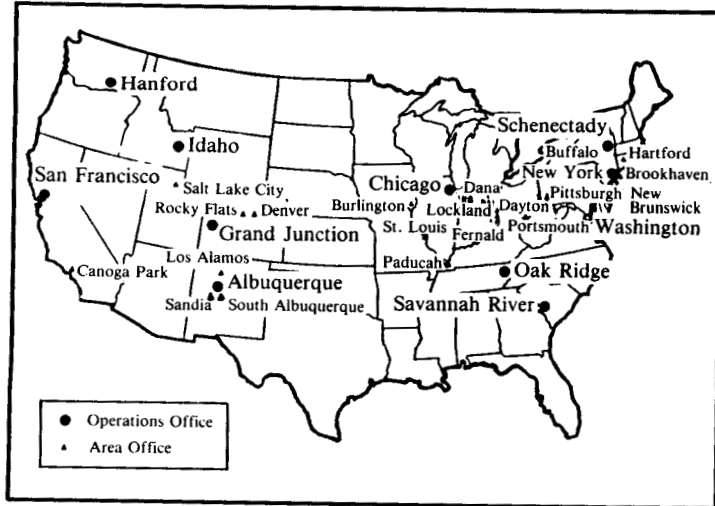 Hanford
Schenectady
Idaho
Buffalo
Hartford
San Francisco
New York
Brookhaven
Salt Lake City
Chicago
Dana
Pittsburgh
New
Brunswick
Rocky Flats
Denver
Burlington
Lockland
Dayton
Grand Junction
St. Louis
Fernald
Portsmouth
Washington
Los Alamos
Canoga Park
Paducah
Oak Ridge
Albuquerque
Sandia
South Albuquerque
Savannah River
Operations Office
Area Office